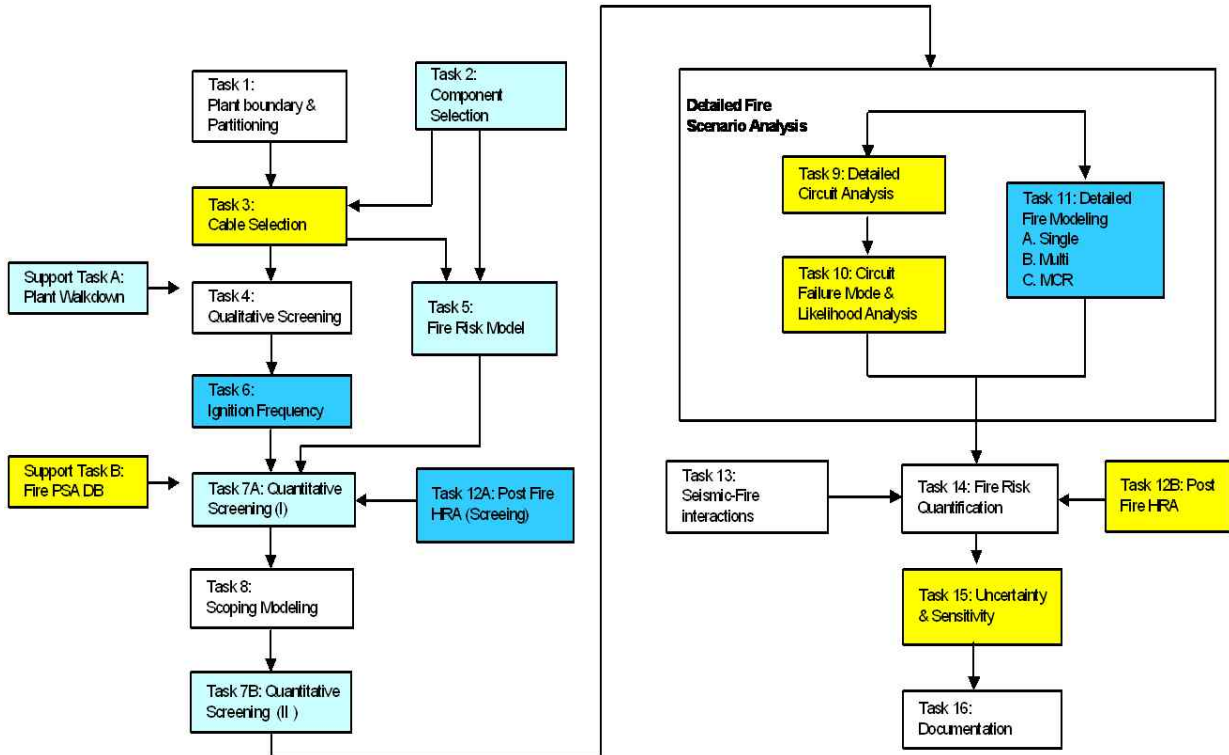 Task 1:
Plant boundary &
Partitioning
Task 2:
Component
Selection
Task 3:
Cable Selection
Support Task A:
Plant Walkdown
Task 4:
Qualitative Screening
Task 5:
Fire Risk Model
Task 6:
Ignition Frequency
Support Task B:
Fire PSA DB
Task 7A: Quantitative
Screening (I)
Task 12A: Post Fire
HRA (Screeing)
Task 8:
Scoping Modeling
Task 7B: Quantitative
Screening (II )
Detailed Fire
Scenario Analysis
Task 9: Detailed
Circuit Analysis
Task 10: Circuit
Failure Mode &
Likelihood Analysis
Task 11: Detailed
Fire Modeling
A. Single
B. Multi
C. MCR
Task 13:
Seismic-Fire
interactions
Task 14: Fire Risk
Quantification
Task 12B: Post
Fire HRA
Task 15: Uncertainty
& Sensitivity
Task 16:
Documentation